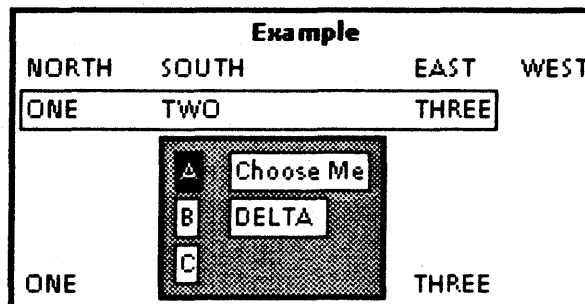 Example
NORTH SOUTH EAST WEST
ONE TWO THREE
A Choose Me
B DELTA
C
ONE THREE